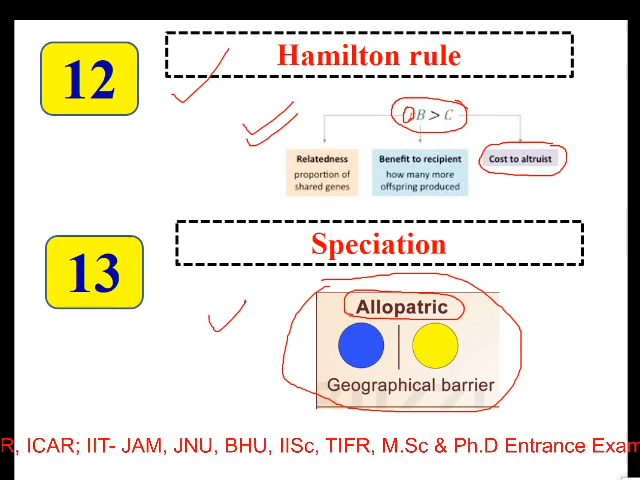 12
Hamilton rule
rB > C
Relatedness
proportion of
shared genes
Benefit to recipient
how many more
offspring produced
Cost to altruist
13
Speciation
Allopatric
Geographical barrier
R, ICAR; IIT- JAM, JNU, BHU, IISc, TIFR, M.Sc & Ph.D Entrance Exam